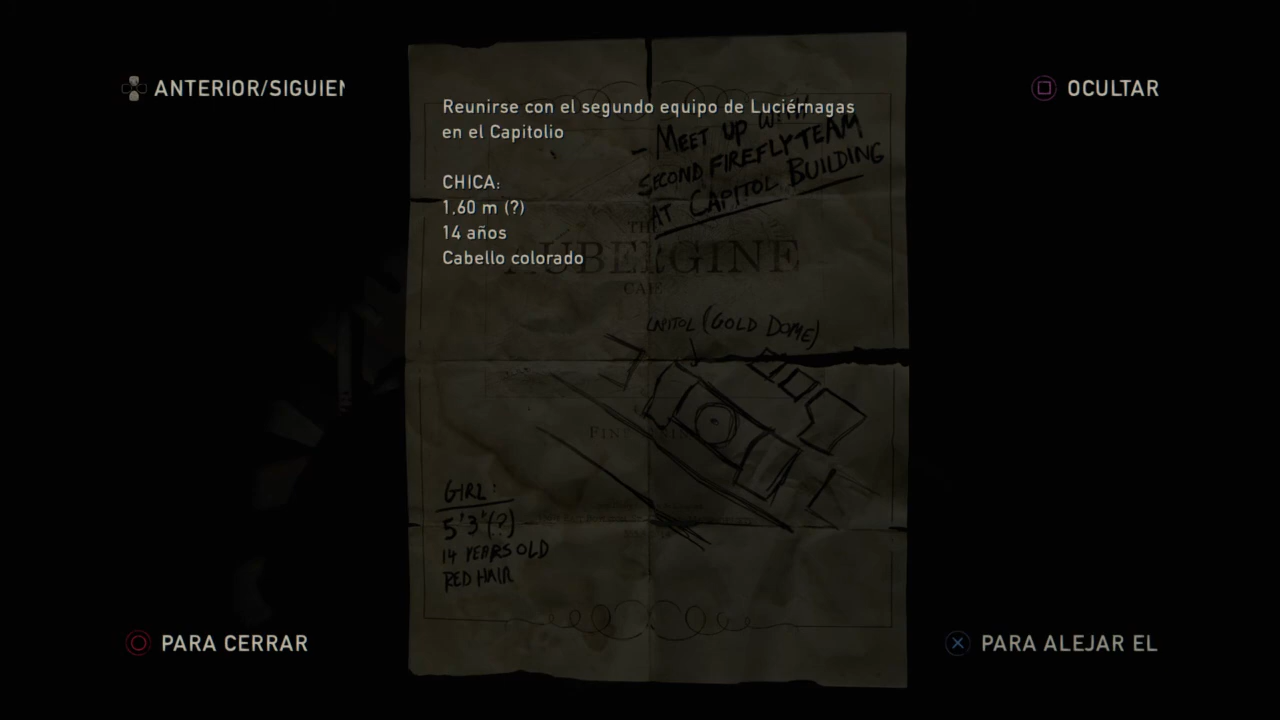 ANTERIOR/SIGUIEN
OCULTAR
Reunirse con el segundo equipo de Luciérnagas
en el Capitolio
CHICA:
1.60 m (?)
14 años
Cabello colorado
- MEET UP WITH
SECOND FIREFLY TEAM
AT CAPITOL BUILDING
THE
AUBERGINE
CAFE
CAPITOL (GOLD DOME)
GIRL:
5'3"(?)
14 YEARS OLD
RED HAIR
PARA CERRAR
PARA ALEJAR EL